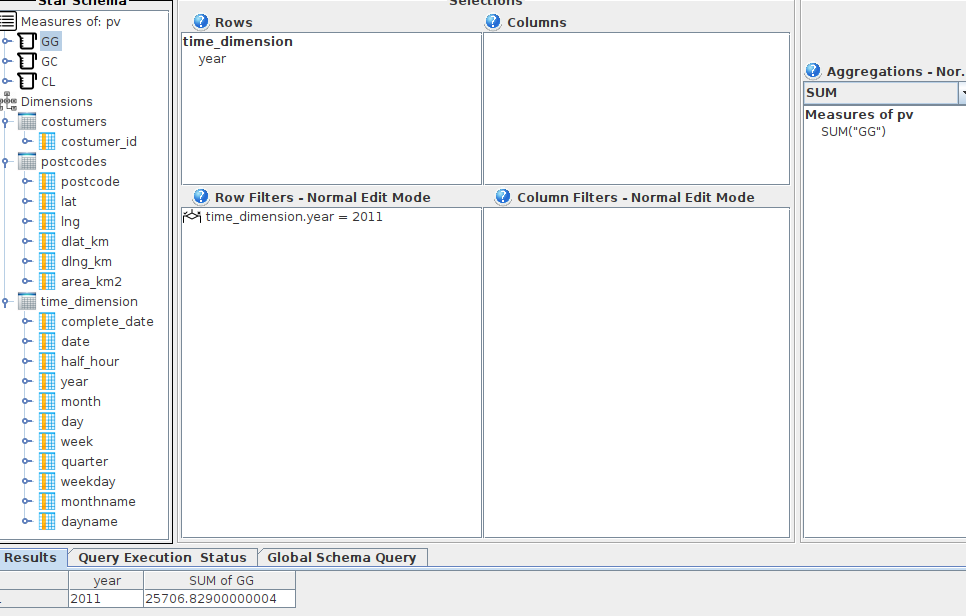 Star Schema
Measures of: pv
GG
GC
CL
Dimensions
costumers
costumer_id
postcodes
postcode
lat
lng
dlat_km
dlng_km
area_km2
time_dimension
complete_date
date
half_hour
year
month
day
week
quarter
weekday
monthname
dayname
Selections
Rows
time_dimension
year
Columns
Row Filters - Normal Edit Mode
time_dimension.year = 2011
Column Filters - Normal Edit Mode
Aggregations - Nor...
SUM
Measures of pv
SUM("GG")
Results
Query Execution Status
Global Schema Query
year
SUM of GG
2011
25706.82900000004